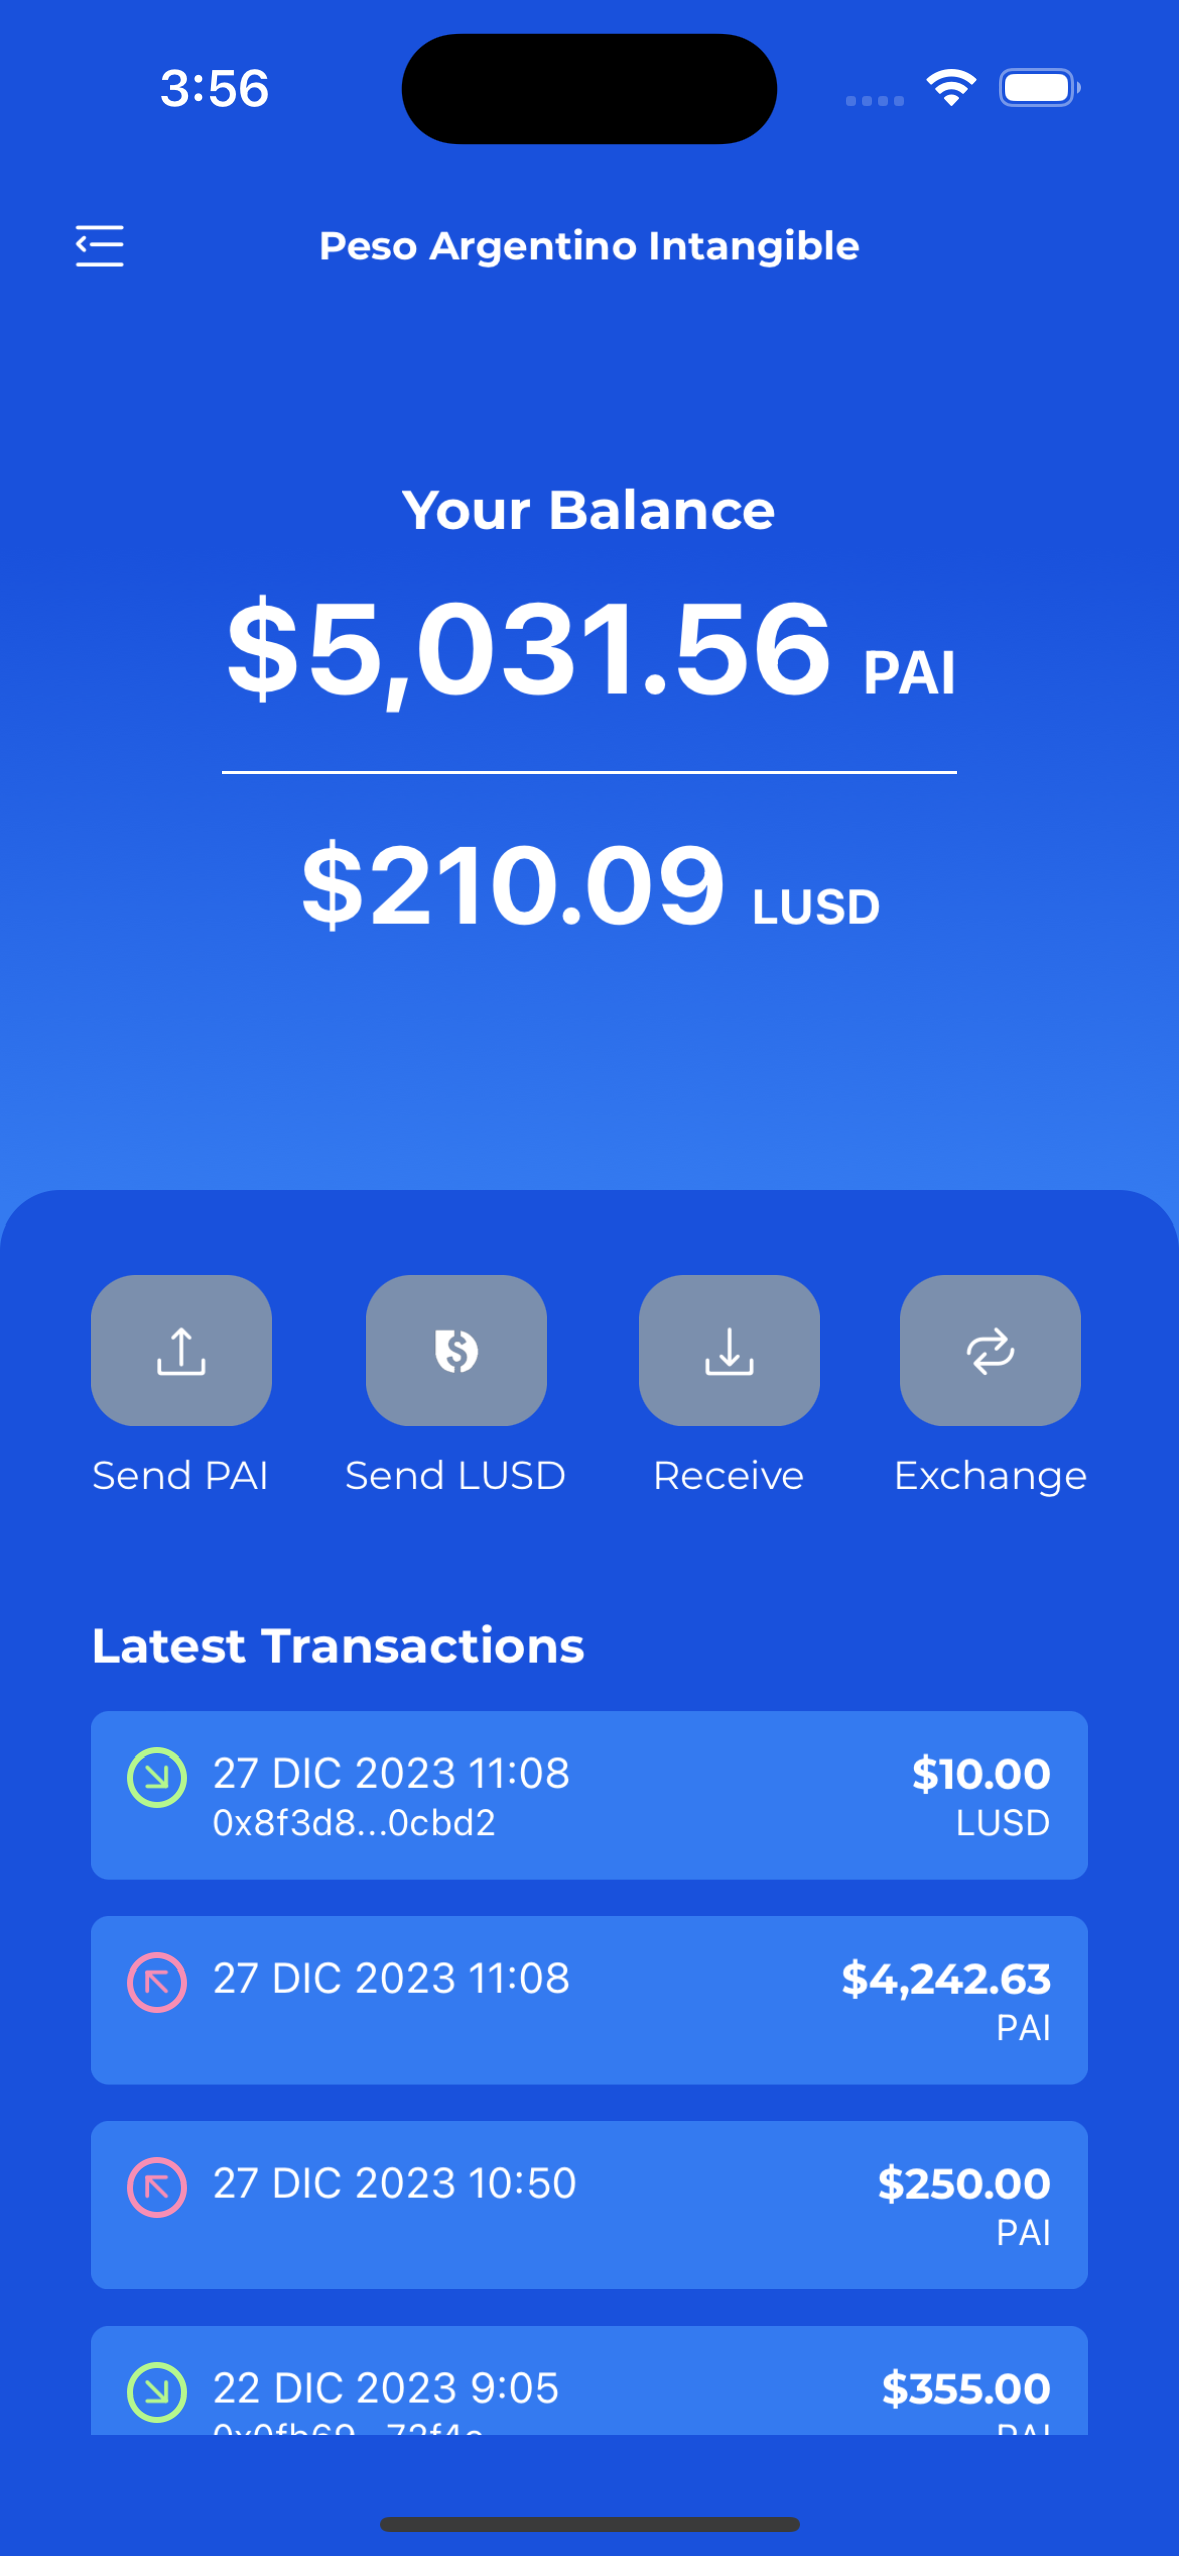 3:56
Peso Argentino Intangible
Your Balance
$5,031.56 PAI
$210.09 LUSD
Send PAI
Send LUSD
Receive
Exchange
Latest Transactions
27 DIC 2023 11:08
$10.00
0x8f3d8...0cbd2
LUSD
27 DIC 2023 11:08
$4,242.63
PAI
27 DIC 2023 10:50
$250.00
PAI
22 DIC 2023 9:05
$355.00
PAI